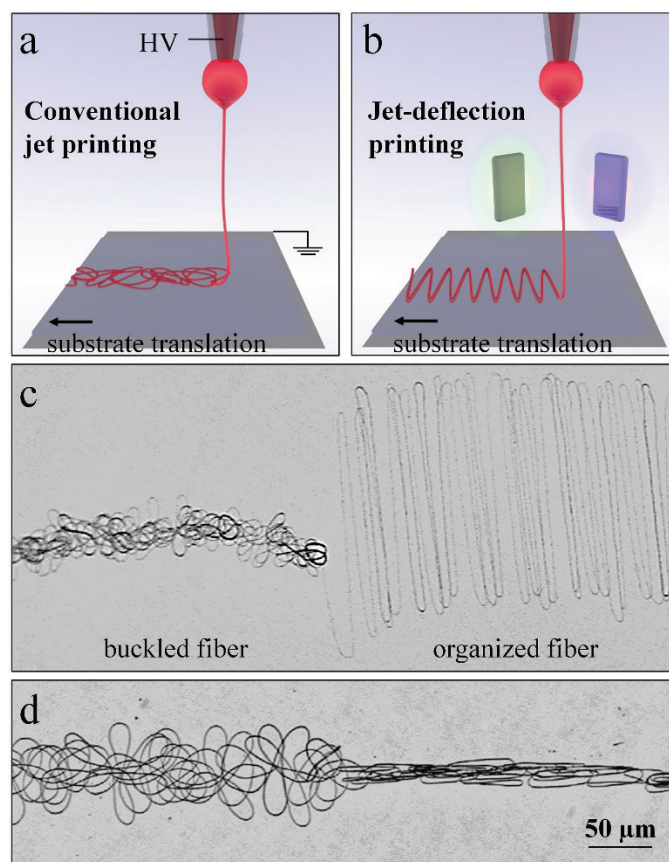 a
HV
Conventional
jet printing
substrate translation
b
Jet-deflection
printing
substrate translation
c
buckled fiber
organized fiber
d
50 µm